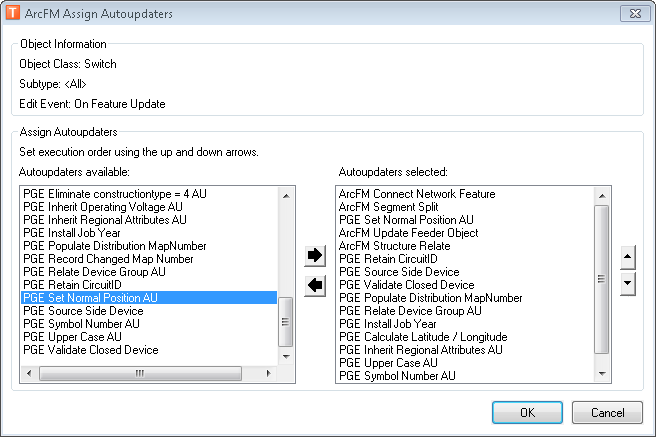 T ArcFM Assign Autoupdaters
Object Information
Object Class: Switch
Subtype: <All>
Edit Event: On Feature Update
Assign Autoupdaters
Set execution order using the up and down arrows.
Autoupdaters available:
PGE Eliminate constructiontype = 4 AU
PGE Inherit Operating Voltage AU
PGE Inherit Regional Attributes AU
PGE Install Job Year
PGE Populate Distribution MapNumber
PGE Record Changed Map Number
PGE Relate Device Group AU
PGE Retain CircuitID
PGE Set Normal Position AU
PGE Source Side Device
PGE Symbol Number AU
PGE Upper Case AU
PGE Validate Closed Device
Autoupdaters selected:
ArcFM Connect Network Feature
ArcFM Segment Split
PGE Set Normal Position AU
ArcFM Update Feeder Object
ArcFM Structure Relate
PGE Retain CircuitID
PGE Source Side Device
PGE Validate Closed Device
PGE Populate Distribution MapNumber
PGE Relate Device Group AU
PGE Install Job Year
PGE Calculate Latitude / Longitude
PGE Inherit Regional Attributes AU
PGE Upper Case AU
PGE Symbol Number AU
OK
Cancel